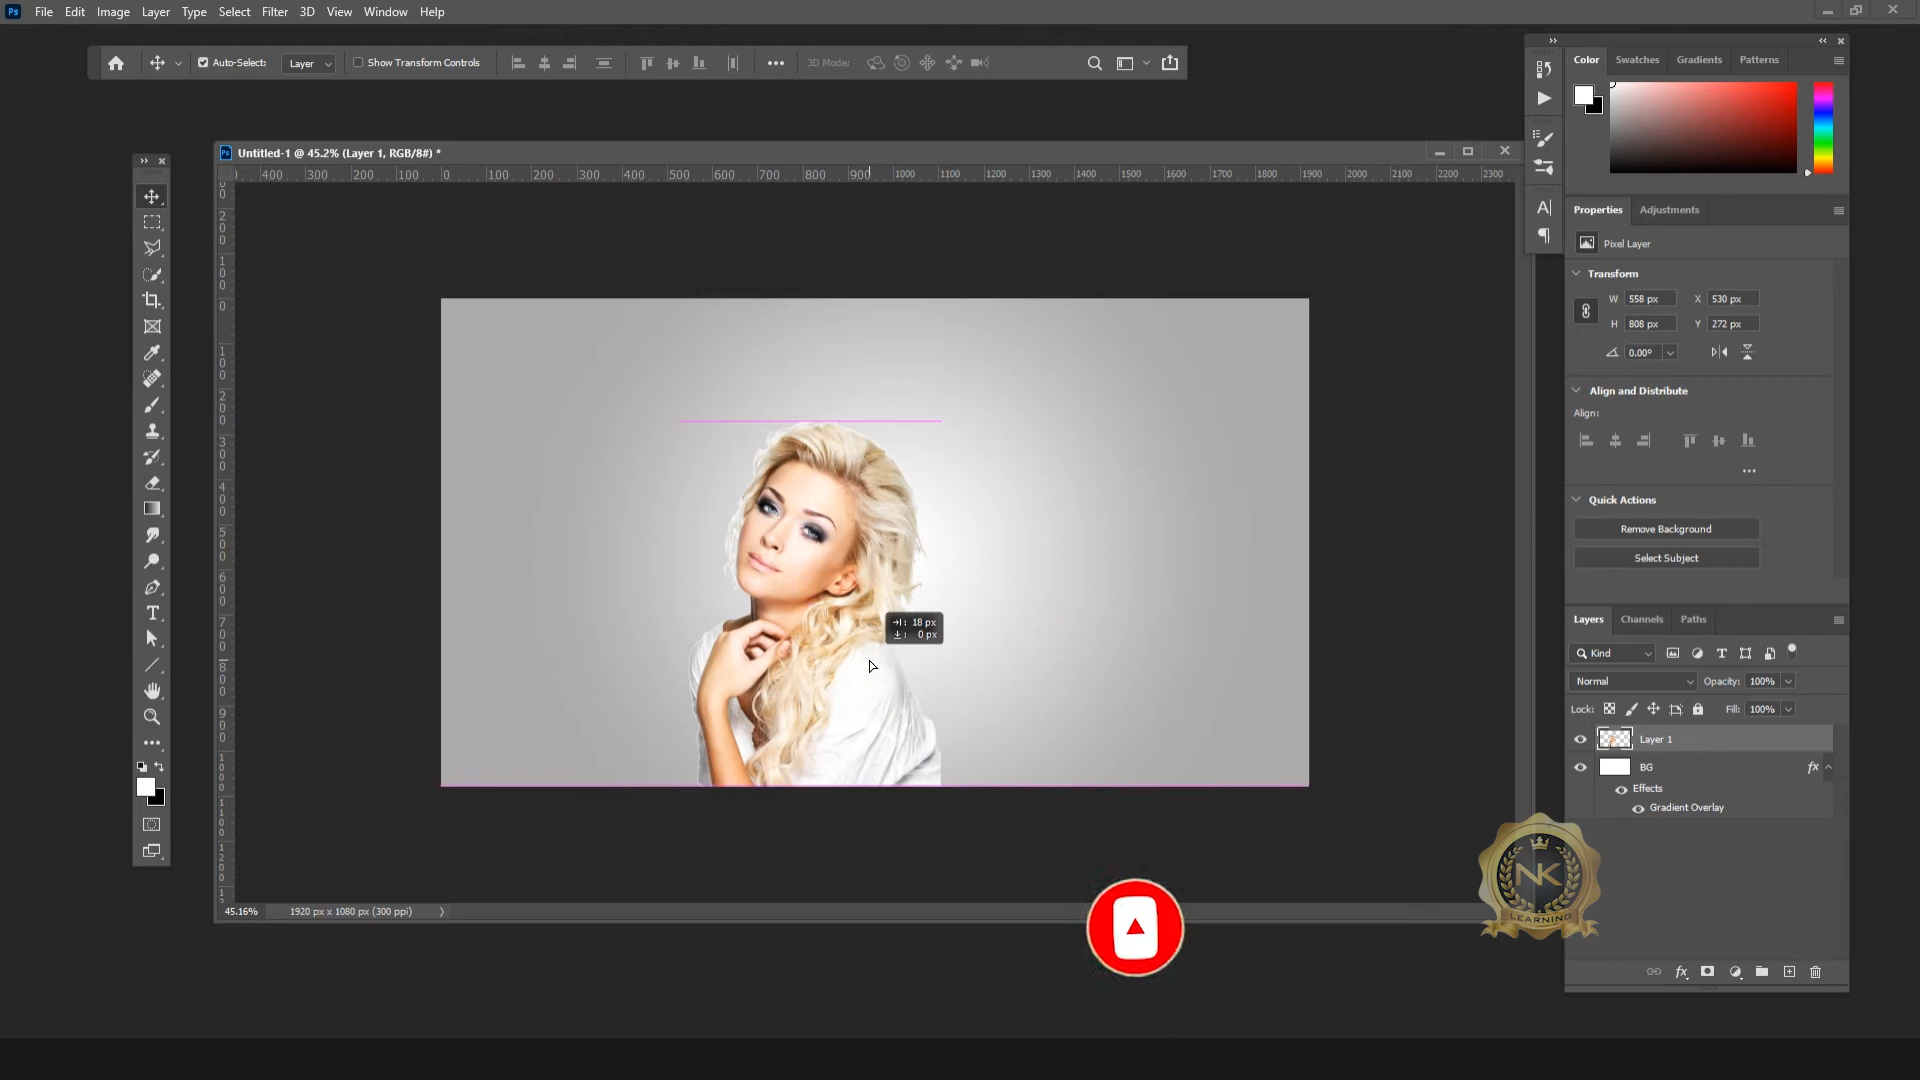 Ps File Edit Image Layer Type Select Filter 3D View Window Help
Auto-Select: Layer Show Transform Controls 3D Mode:
Color Swatches Gradients Patterns
Ps Untitled-1 @ 45.2% (Layer 1, RGB/8#) *
400 300 200 100 0 100 200 300 400 500 600 700 800 900 1000 1100 1200 1300 1400 1500 1600 1700 1800 1900 2000 2100 2200 2300
Properties Adjustments
Pixel Layer
Transform
W 558 px X 530 px
H 808 px Y 272 px
0.00°
Align and Distribute
Align:
Quick Actions
Remove Background
Select Subject
18 px
0 px
Layers Channels Paths
Kind
Normal Opacity: 100%
Lock: Fill: 100%
Layer 1
BG fx
Effects
Gradient Overlay
NK
LEARNING
45.16% 1920 px x 1080 px (300 ppi)
fx